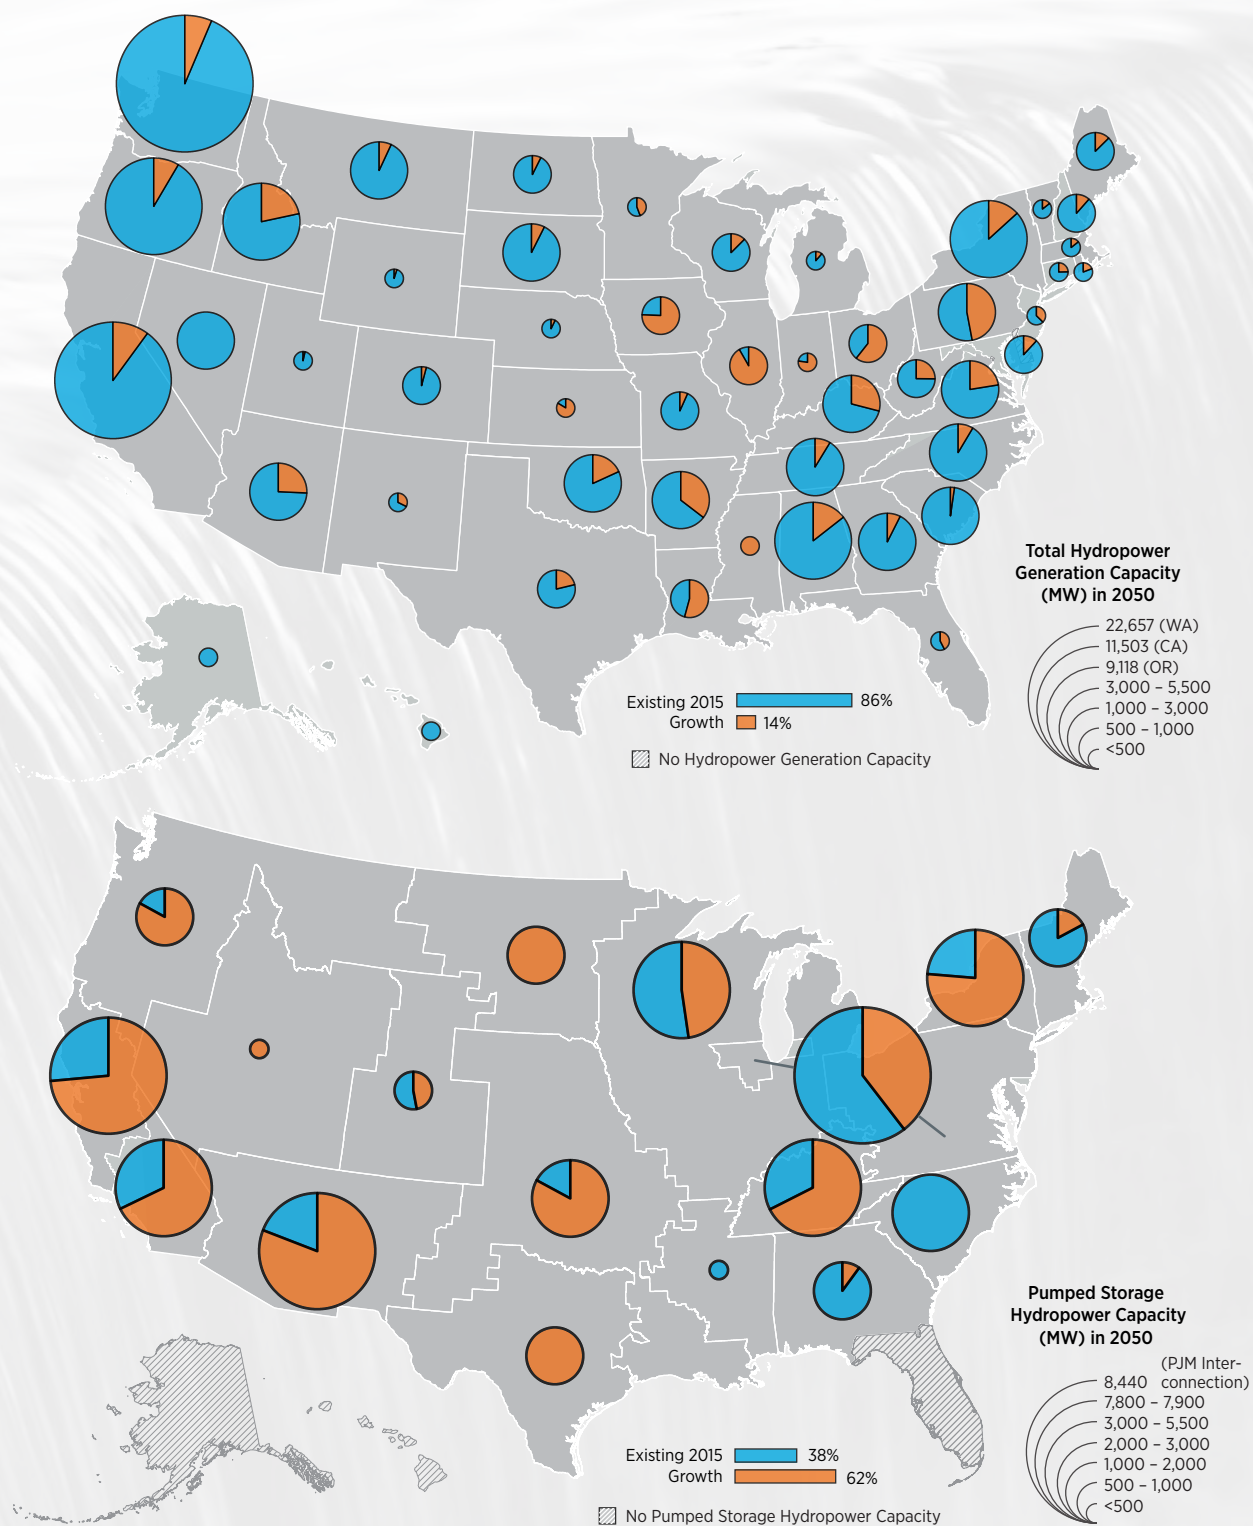 Total Hydropower
Generation Capacity
(MW) in 2050
22,657 (WA)
11,503 (CA)
9,118 (OR)
3,000 – 5,500
1,000 – 3,000
500 – 1,000
<500
Existing 2015 86%
Growth 14%
No Hydropower Generation Capacity
Pumped Storage
Hydropower Capacity
(MW) in 2050
(PJM Inter-
8,440 connection)
7,800 – 7,900
3,000 – 5,500
2,000 – 3,000
1,000 – 2,000
500 – 1,000
<500
Existing 2015 38%
Growth 62%
No Pumped Storage Hydropower Capacity